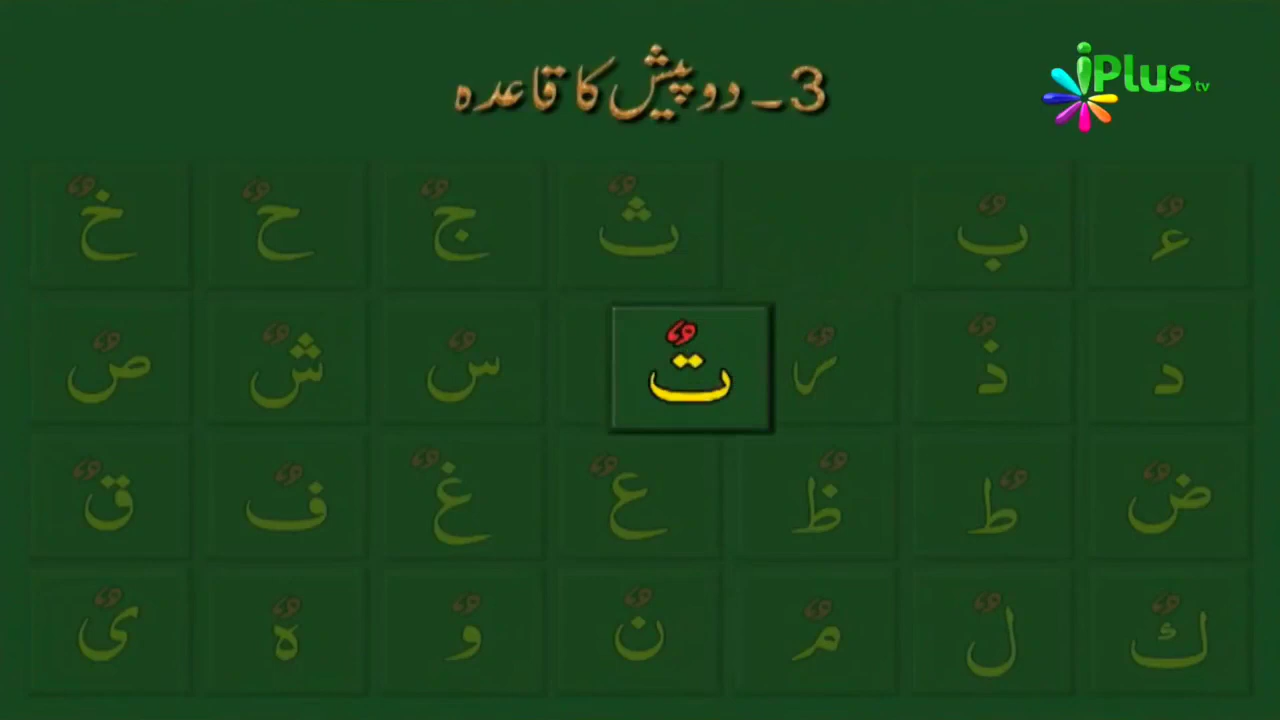 3۔ دو پیش کا قاعدہ
iPlus tv
ءٌ بٌ ثٌ جٌ حٌ خٌ
دٌ ذٌ رٌ تٌ سٌ شٌ صٌ
ضٌ طٌ ظٌ عٌ غٌ فٌ قٌ
كٌ لٌ مٌ نٌ وٌ هٌ ىٌ